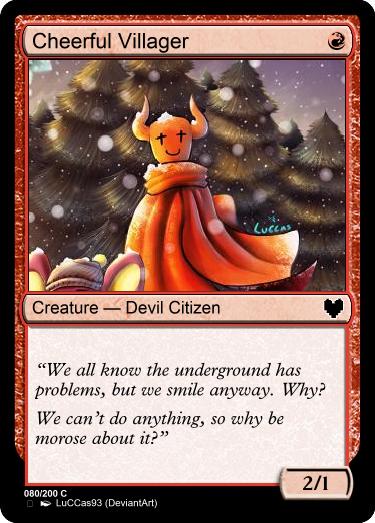 Cheerful Villager
Luccas
Creature — Devil Citizen
“We all know the underground has
problems, but we smile anyway. Why?
We can’t do anything, so why be
morose about it?”
2/1
080/200 C
LuCCas93 (DeviantArt)